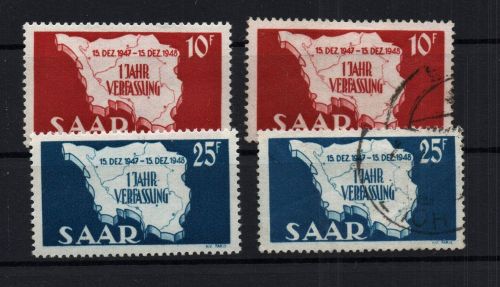 10F
15. DEZ. 1947 - 15. DEZ. 1948
1 JAHR
VERFASSUNG
SAAR
10F
15. DEZ. 1947 - 15. DEZ. 1948
1 JAHR
VERFASSUNG
SAAR
25F
15. DEZ. 1947 - 15. DEZ. 1948
1 JAHR
VERFASSUNG
SAAR
25F
15. DEZ. 1947 - 15. DEZ. 1948
1 JAHR
VERFASSUNG
SAAR